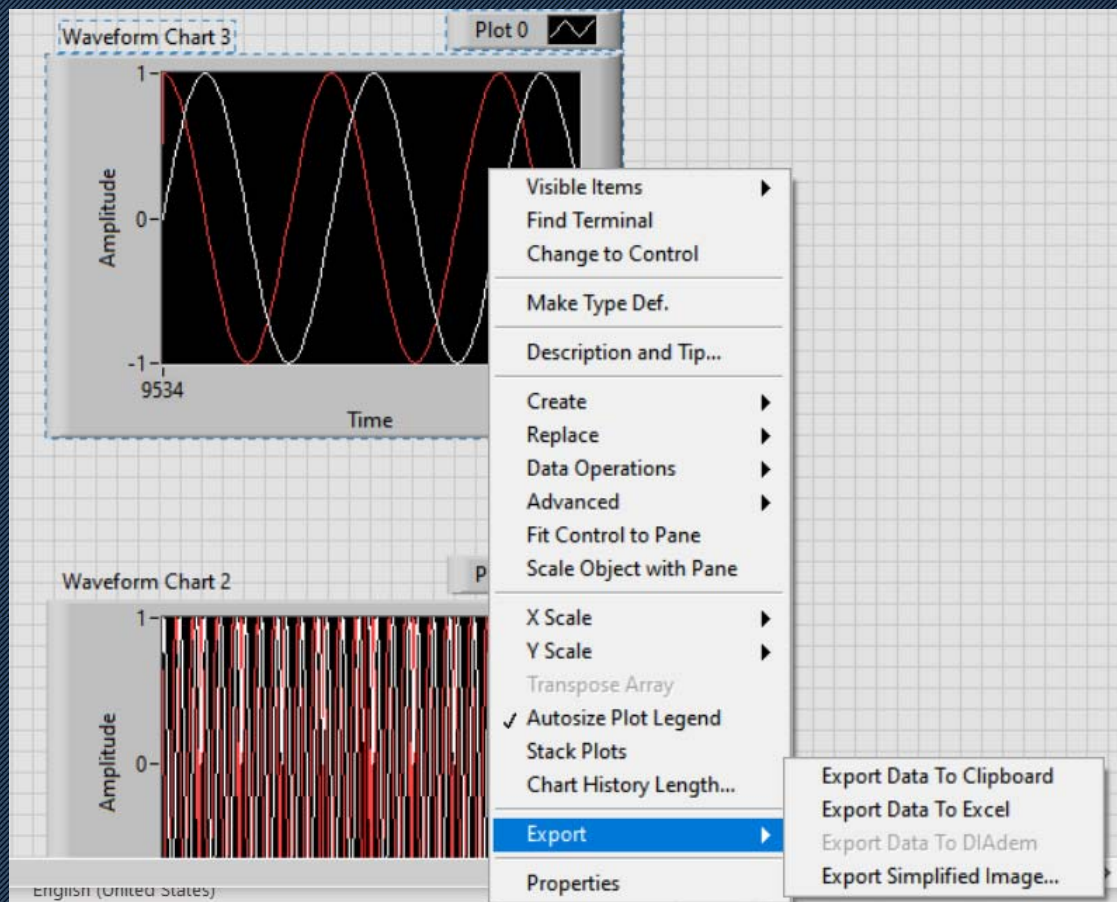 Waveform Chart 3
Plot 0
1
Amplitude
0
-1
9534
Time
Visible Items
Find Terminal
Change to Control
Make Type Def.
Description and Tip...
Create
Replace
Data Operations
Advanced
Fit Control to Pane
Scale Object with Pane
X Scale
Y Scale
Transpose Array
Autosize Plot Legend
Stack Plots
Chart History Length...
Export
Properties
Export Data To Clipboard
Export Data To Excel
Export Data To DIAdem
Export Simplified Image...
Waveform Chart 2
P
1
Amplitude
0
English (United States)